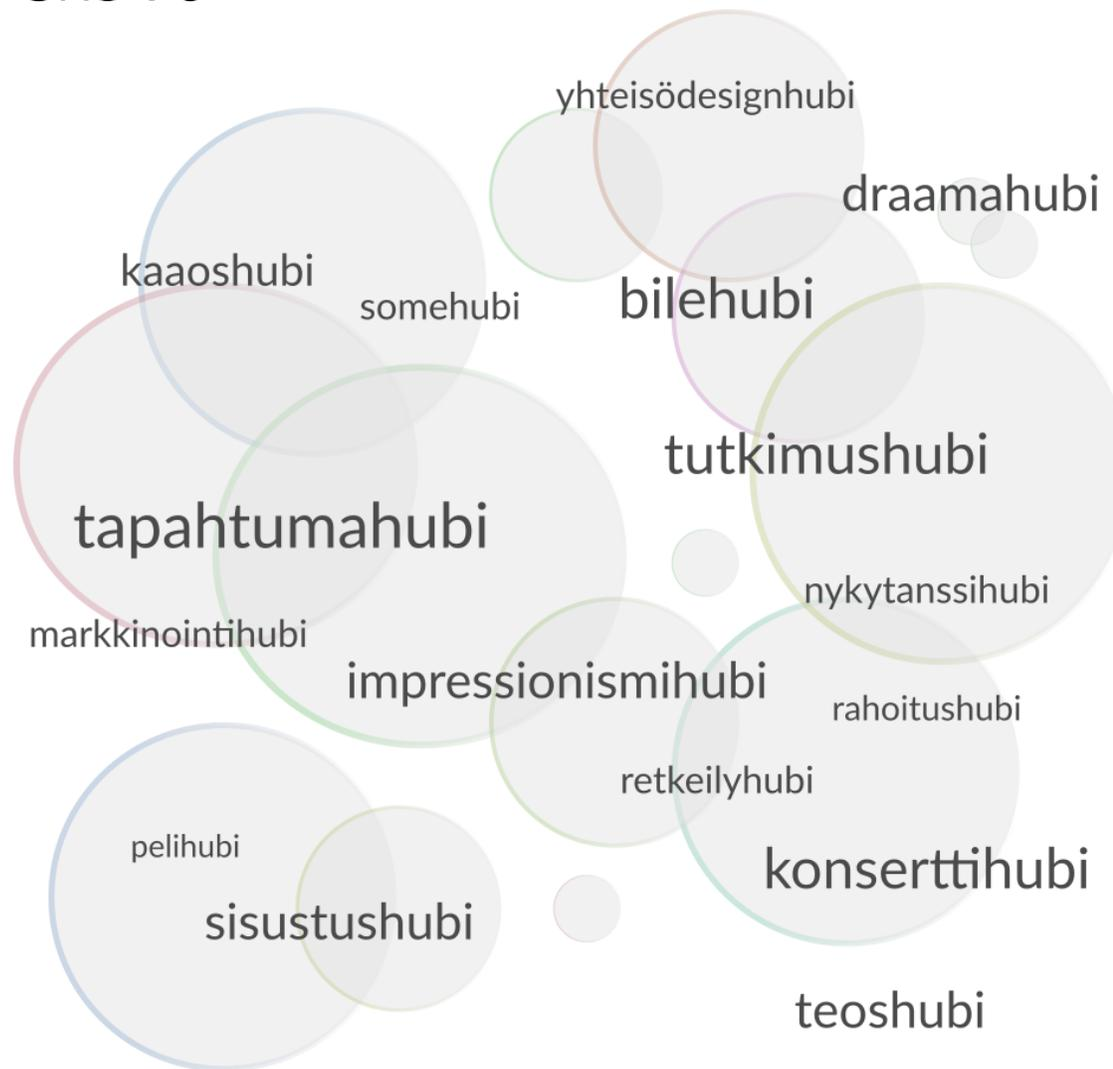 yhteisödesignhubi
draamahubi
kaaoshubi
somehubi
bilehubi
tutkimushubi
tapahtumahubi
nykytanssihubi
markkinointihubi
impressionismihubi
rahoitushubi
retkeilyhubi
pelihubi
konserttihubi
sisustushubi
teoshubi